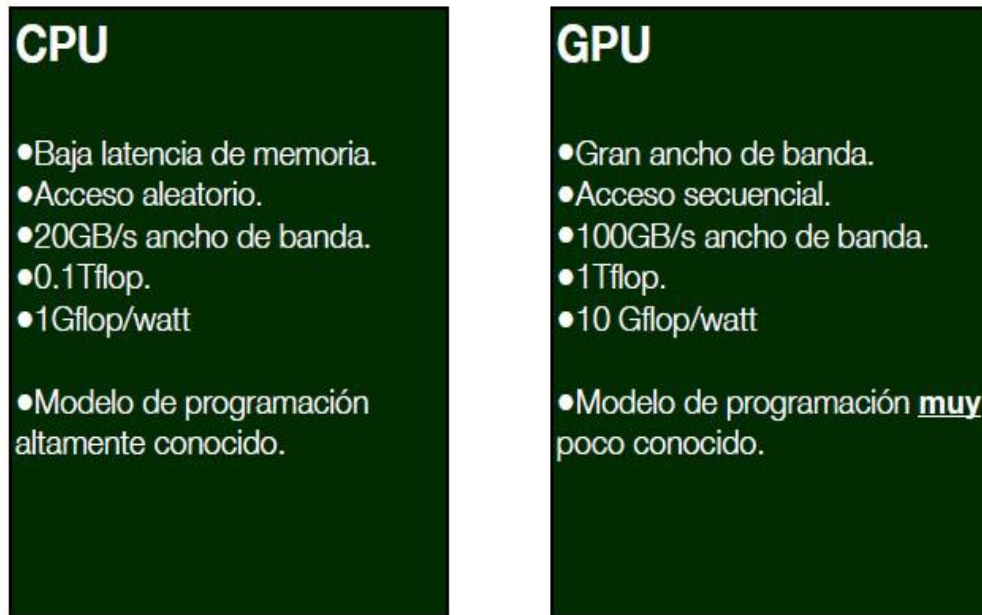 CPU
●Baja latencia de memoria.
●Acceso aleatorio.
●20GB/s ancho de banda.
●0.1Tflop.
●1Gflop/watt
●Modelo de programación
altamente conocido.
GPU
●Gran ancho de banda.
●Acceso secuencial.
●100GB/s ancho de banda.
●1Tflop.
●10 Gflop/watt
●Modelo de programación muy
poco conocido.